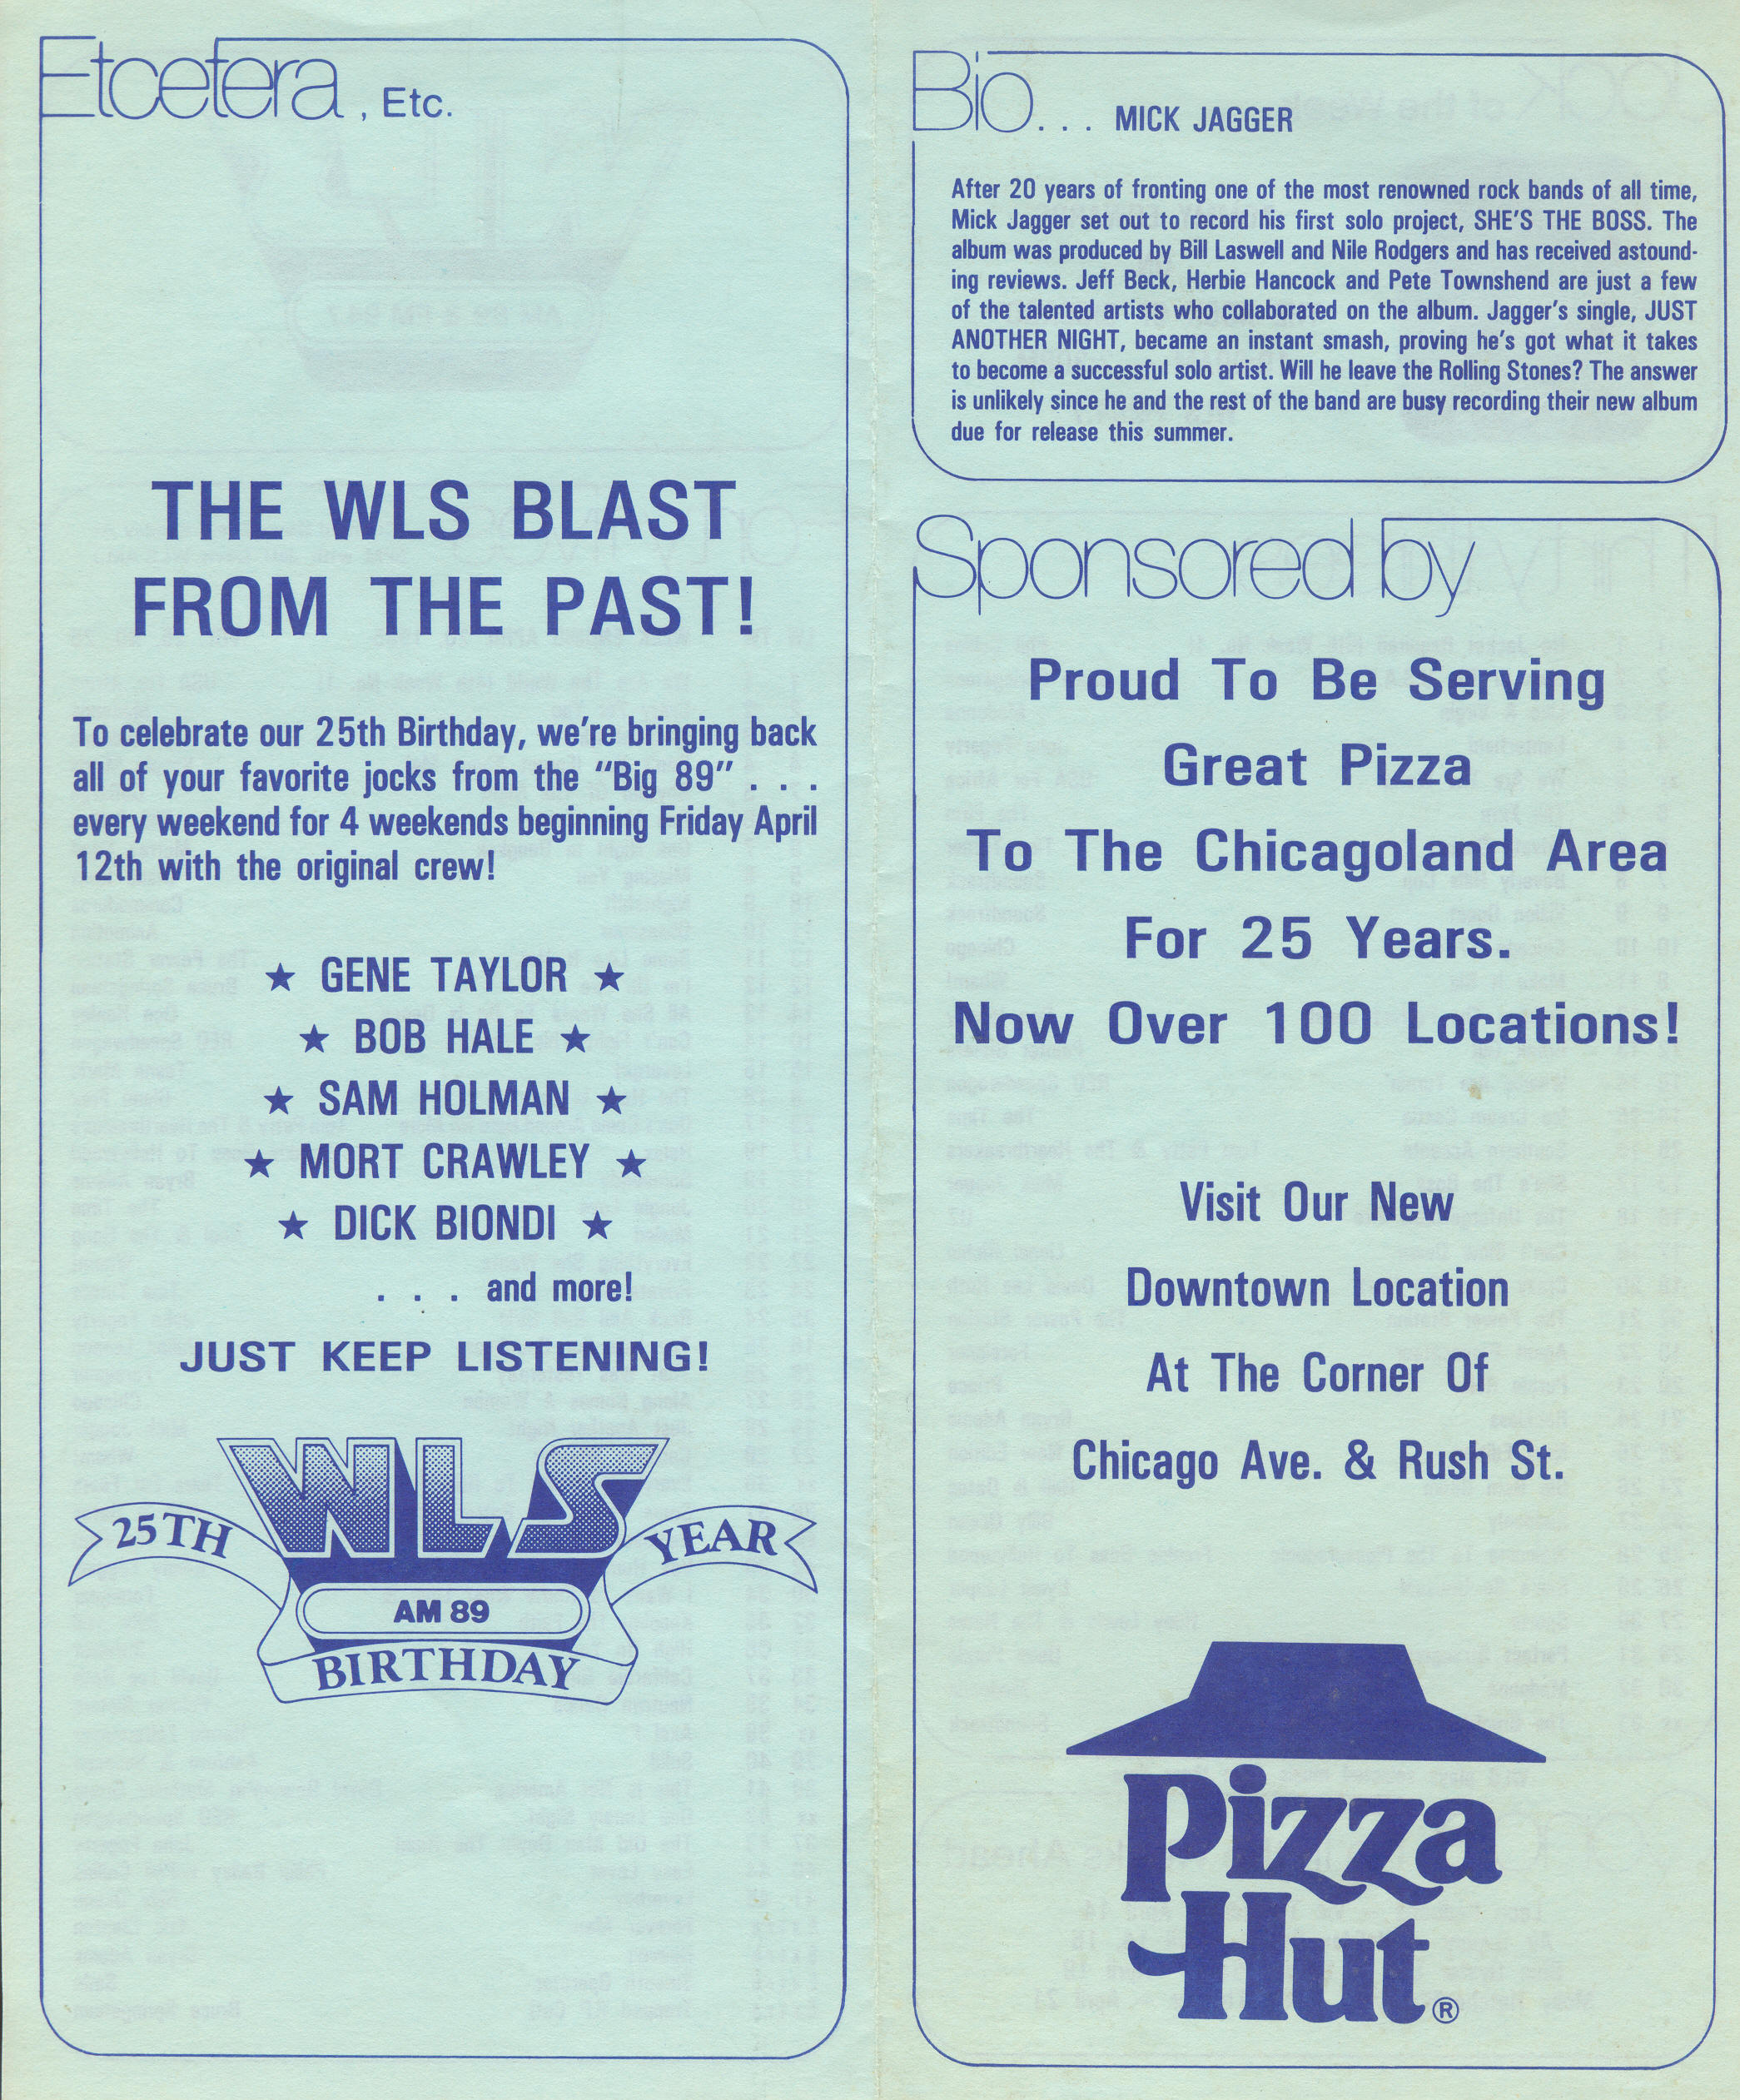 Etcetera, Etc.
THE WLS BLAST
FROM THE PAST!
To celebrate our 25th Birthday, we're bringing back
all of your favorite jocks from the "Big 89" . . .
every weekend for 4 weekends beginning Friday April
12th with the original crew!
★ GENE TAYLOR ★
★ BOB HALE ★
★ SAM HOLMAN ★
★ MORT CRAWLEY ★
★ DICK BIONDI ★
. . . and more!
JUST KEEP LISTENING!
WLS
25TH YEAR
AM 89
BIRTHDAY
Bio. . . MICK JAGGER
After 20 years of fronting one of the most renowned rock bands of all time,
Mick Jagger set out to record his first solo project, SHE'S THE BOSS. The
album was produced by Bill Laswell and Nile Rodgers and has received astound-
ing reviews. Jeff Beck, Herbie Hancock and Pete Townshend are just a few
of the talented artists who collaborated on the album. Jagger's single, JUST
ANOTHER NIGHT, became an instant smash, proving he's got what it takes
to become a successful solo artist. Will he leave the Rolling Stones? The answer
is unlikely since he and the rest of the band are busy recording their new album
due for release this summer.
Sponsored by
Proud To Be Serving
Great Pizza
To The Chicagoland Area
For 25 Years.
Now Over 100 Locations!
Visit Our New
Downtown Location
At The Corner Of
Chicago Ave. & Rush St.
Pizza
Hut®